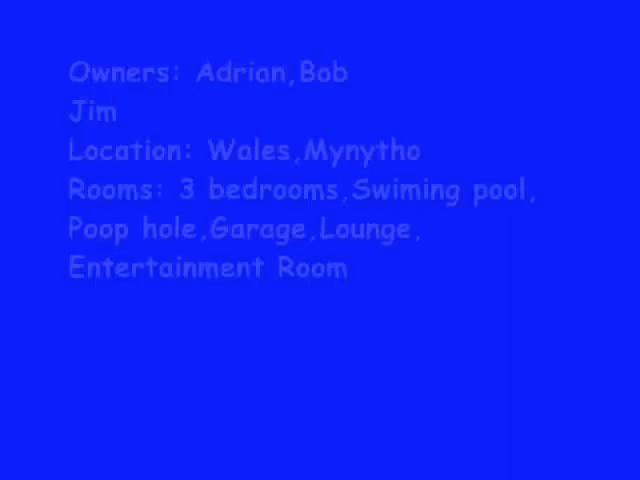 Owners: Adrian,Bob
Jim
Location: Wales,Mynytho
Rooms: 3 bedrooms,Swiming pool,
Poop hole,Garage,Lounge,
Entertainment Room